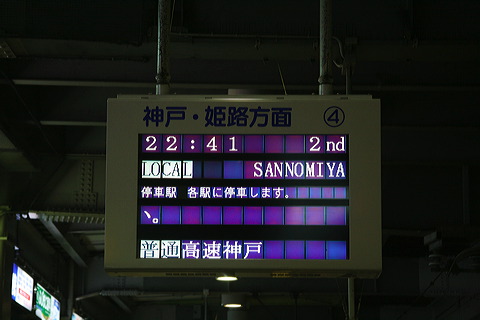 神戸・姫路方面 ④
22:41 2nd
LOCAL SANNOMIYA
停車駅 各駅に停車します。
い。
普通 高速神戸